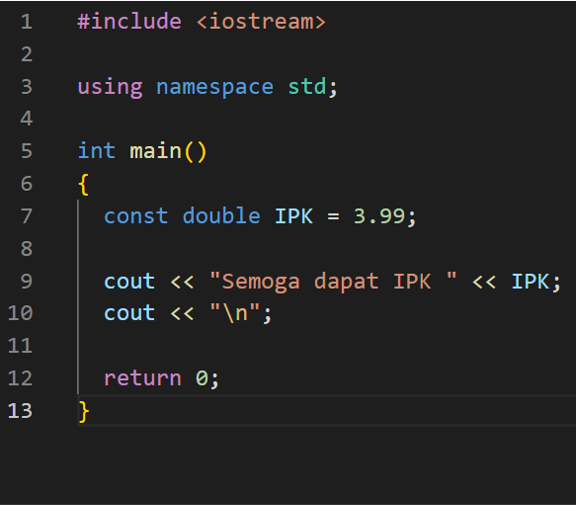 1 #include <iostream>
2
3 using namespace std;
4
5 int main()
6 {
7 const double IPK = 3.99;
8
9 cout << "Semoga dapat IPK " << IPK;
10 cout << "\n";
11
12 return 0;
13 }